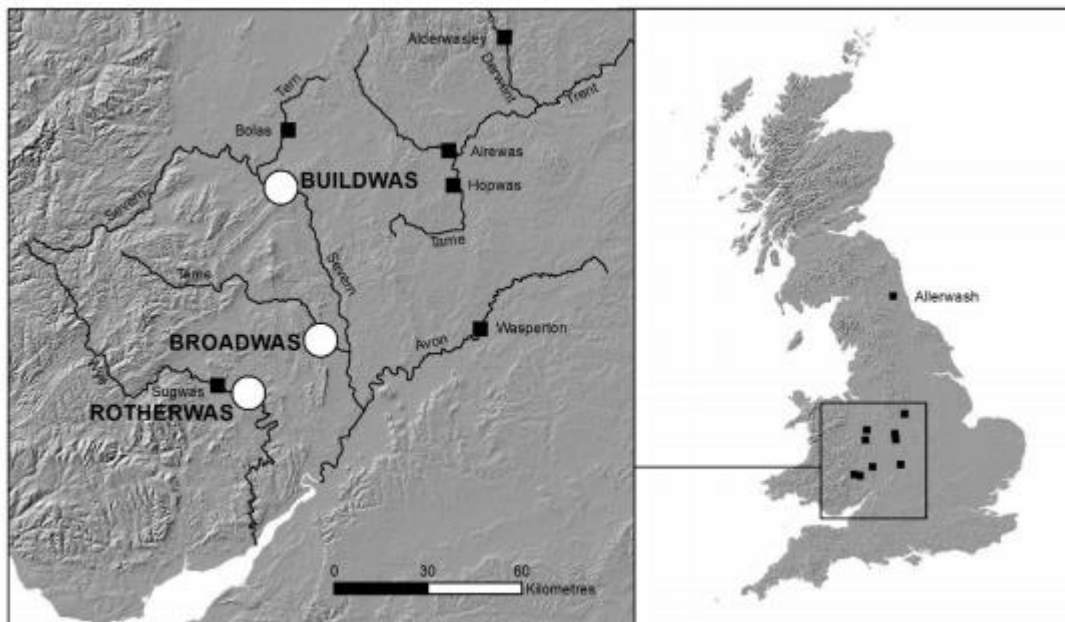 Alderwasley
Derwent
Trent
Tern
Bolas
Airewas
BUILDWAS
Hopwas
Severn
Tame
Severn
Teme
Wasperton
Avon
BROADWAS
Wye
Sugwas
ROTHERWAS
0 30 60
Kilometres
Allerwash